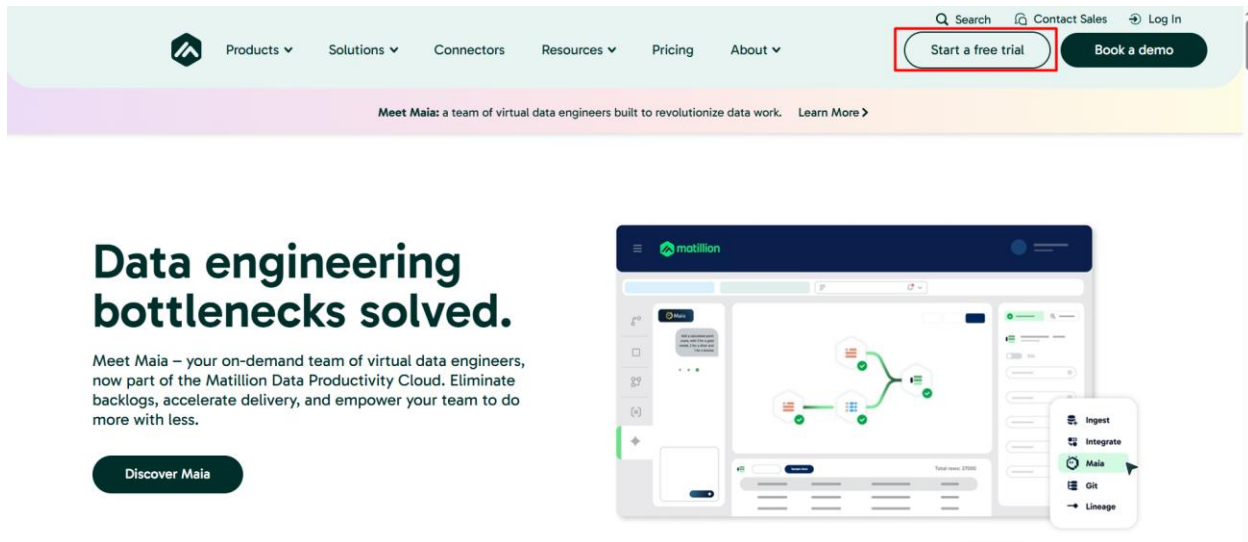 Search Contact Sales Log In
Products Solutions Connectors Resources Pricing About Start a free trial Book a demo
Meet Maia: a team of virtual data engineers built to revolutionize data work. Learn More
Data engineering
bottlenecks solved.
Meet Maia – your on-demand team of virtual data engineers,
now part of the Matillion Data Productivity Cloud. Eliminate
backlogs, accelerate delivery, and empower your team to do
more with less.
Discover Maia
matillion
Maia
Total rows: 27000
Ingest
Integrate
Maia
Git
Lineage